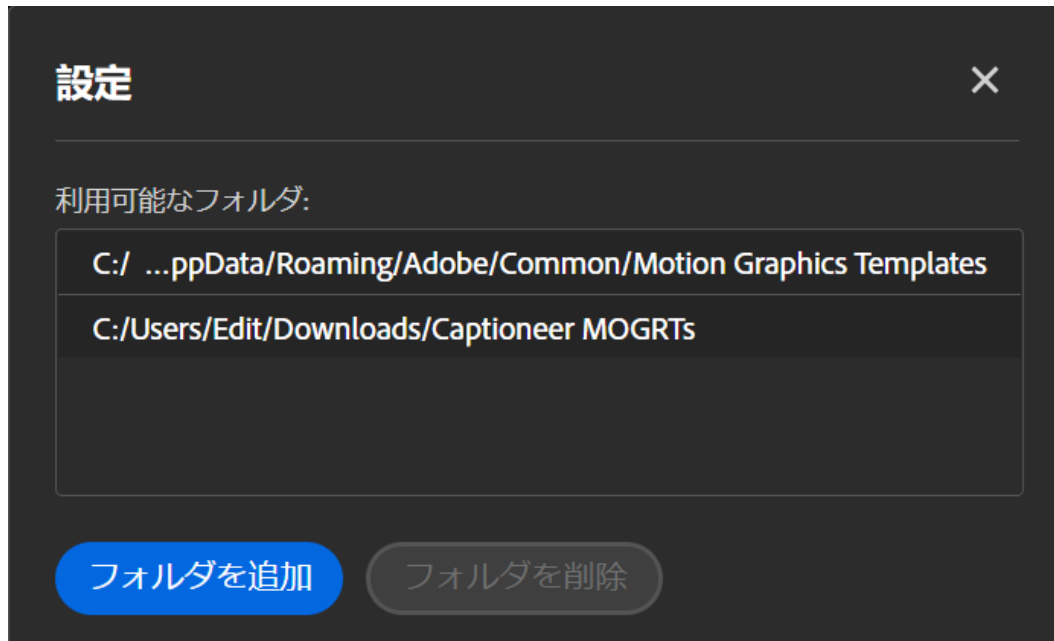 設定
利用可能なフォルダ:
C:/ ...ppData/Roaming/Adobe/Common/Motion Graphics Templates
C:/Users/Edit/Downloads/Captioneer MOGRTs
フォルダを追加
フォルダを削除